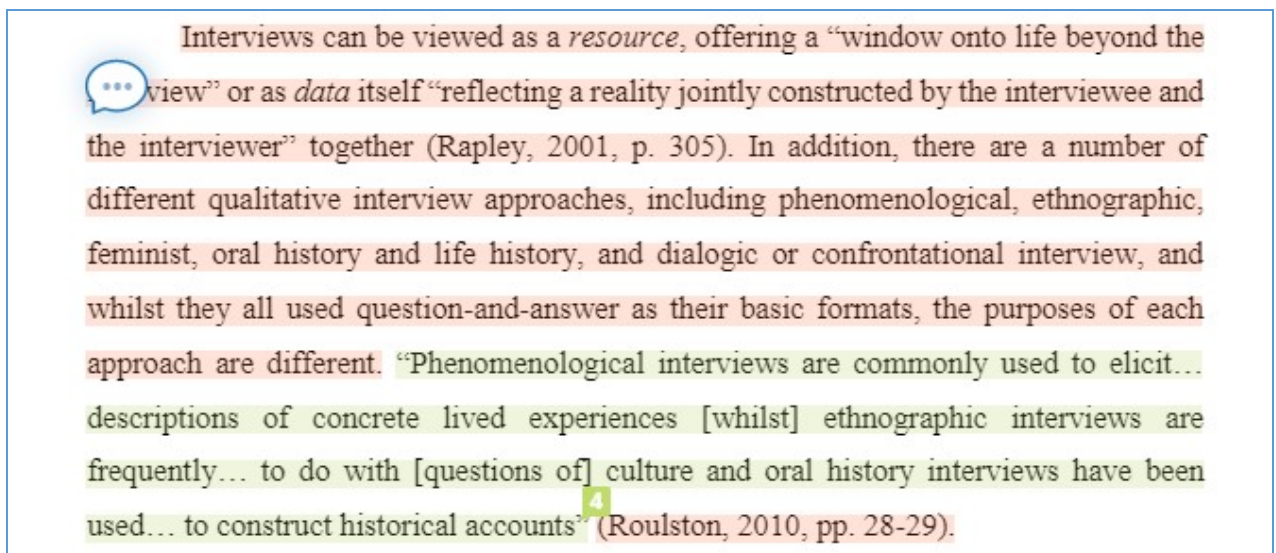 Interviews can be viewed as a resource, offering a “window onto life beyond the
view” or as data itself “reflecting a reality jointly constructed by the interviewee and
the interviewer” together (Rapley, 2001, p. 305). In addition, there are a number of
different qualitative interview approaches, including phenomenological, ethnographic,
feminist, oral history and life history, and dialogic or confrontational interview, and
whilst they all used question-and-answer as their basic formats, the purposes of each
approach are different. “Phenomenological interviews are commonly used to elicit…
descriptions of concrete lived experiences [whilst] ethnographic interviews are
frequently… to do with [questions of] culture and oral history interviews have been
4
used… to construct historical accounts” (Roulston, 2010, pp. 28-29).